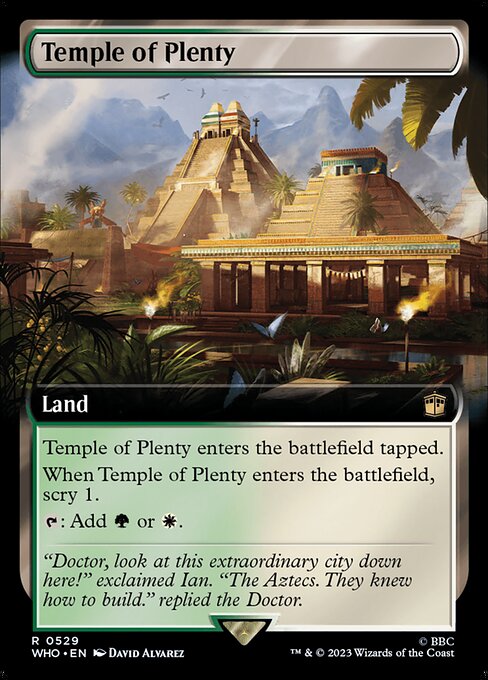 Temple of Plenty
Land
Temple of Plenty enters the battlefield tapped.
When Temple of Plenty enters the battlefield,
scry 1.
: Add or .
“Doctor, look at this extraordinary city down
here!” exclaimed Ian. “The Aztecs. They knew
how to build.” replied the Doctor.
R 0529
WHO • EN DAVID ALVAREZ
© BBC
™ & © 2023 Wizards of the Coast